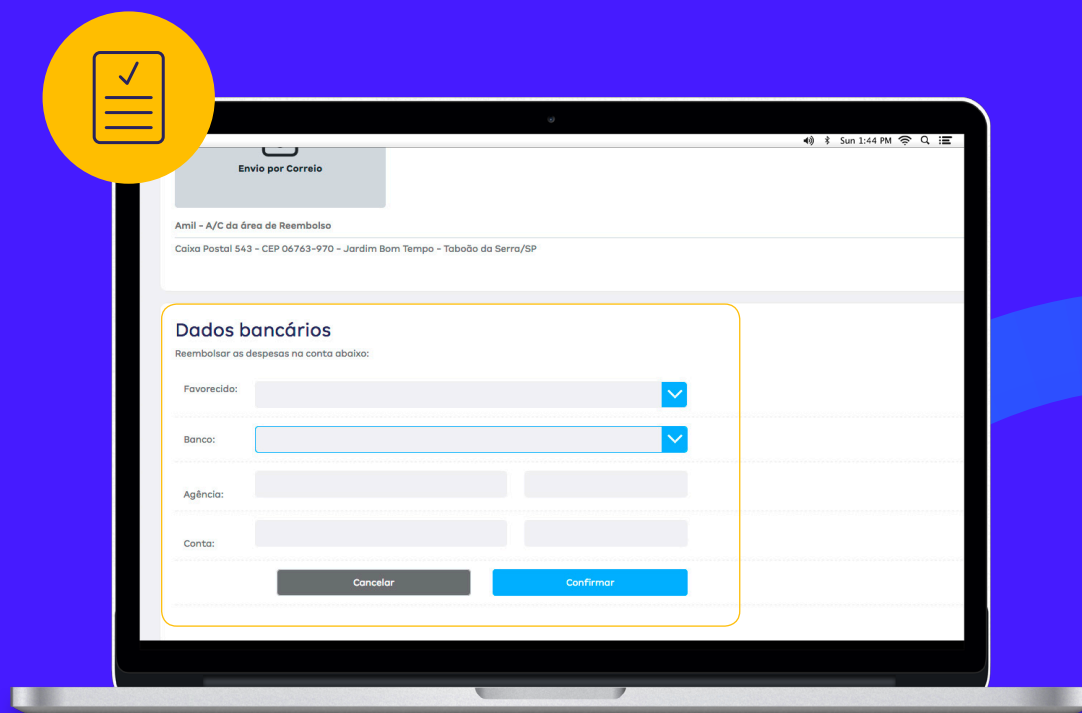 Sun 1:44 PM
Envio por Correio
Amil - A/C da área de Reembolso
Caixa Postal 543 - CEP 06763-970 - Jardim Bom Tempo - Taboão da Serra/SP
Dados bancários
Reembolsar as despesas na conta abaixo:
Favorecido:
Banco:
Agência:
Conta:
Cancelar Confirmar